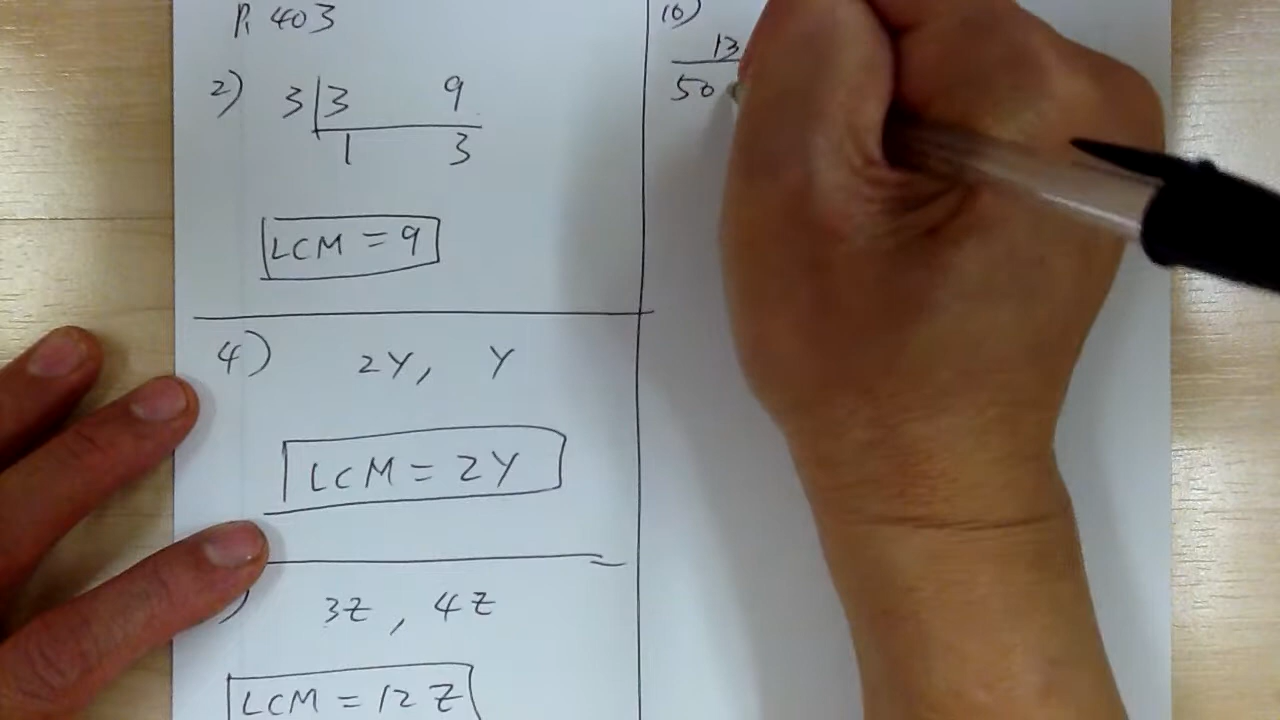 P. 403
2) 3 3 9
1 3
LCM = 9
4) 2Y, Y
LCM = 2Y
) 3Z, 4Z
LCM = 12Z
10)
13
50